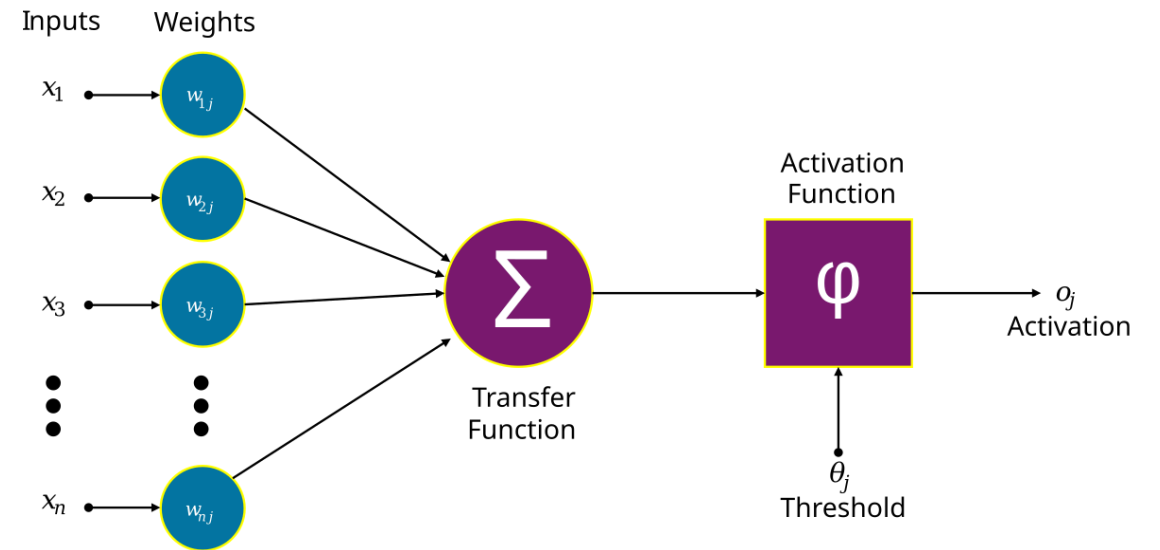 Inputs Weights
x1 w1j
x2 w2j
x3 w3j
xn wnj
Σ
Transfer
Function
Activation
Function
φ
oj
Activation
θj
Threshold